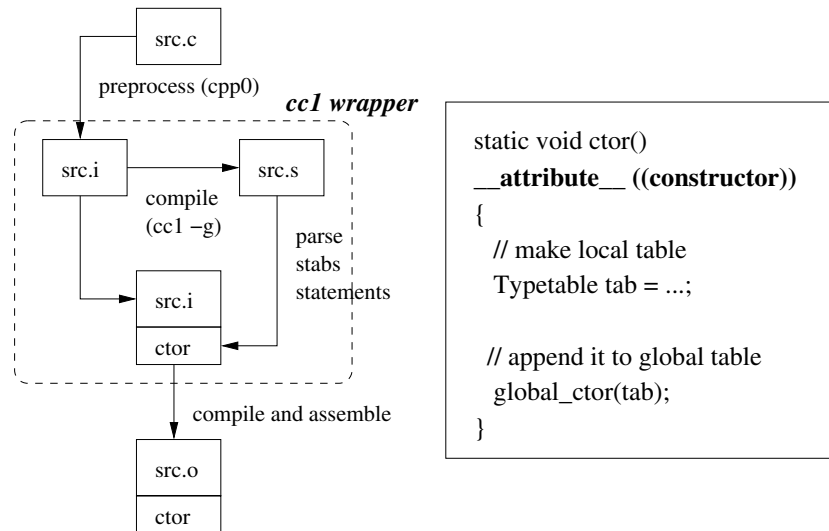 src.c
preprocess (cpp0)
cc1 wrapper
src.i
src.s
compile
(cc1 −g)
parse
stabs
statements
src.i
ctor
compile and assemble
src.o
ctor
static void ctor()
__attribute__ ((constructor))
{
// make local table
Typetable tab = ...;
// append it to global table
global_ctor(tab);
}